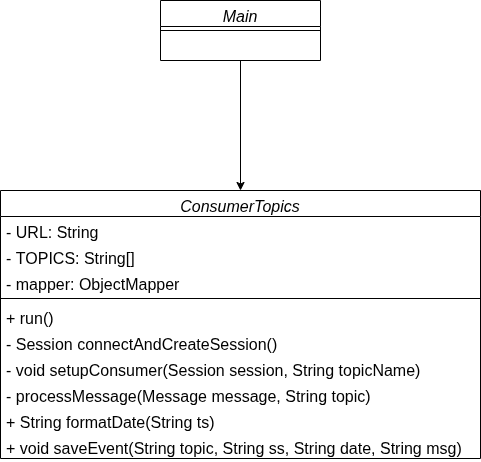 Main
ConsumerTopics
- URL: String
- TOPICS: String[]
- mapper: ObjectMapper
+ run()
- Session connectAndCreateSession()
- void setupConsumer(Session session, String topicName)
- processMessage(Message message, String topic)
+ String formatDate(String ts)
+ void saveEvent(String topic, String ss, String date, String msg)